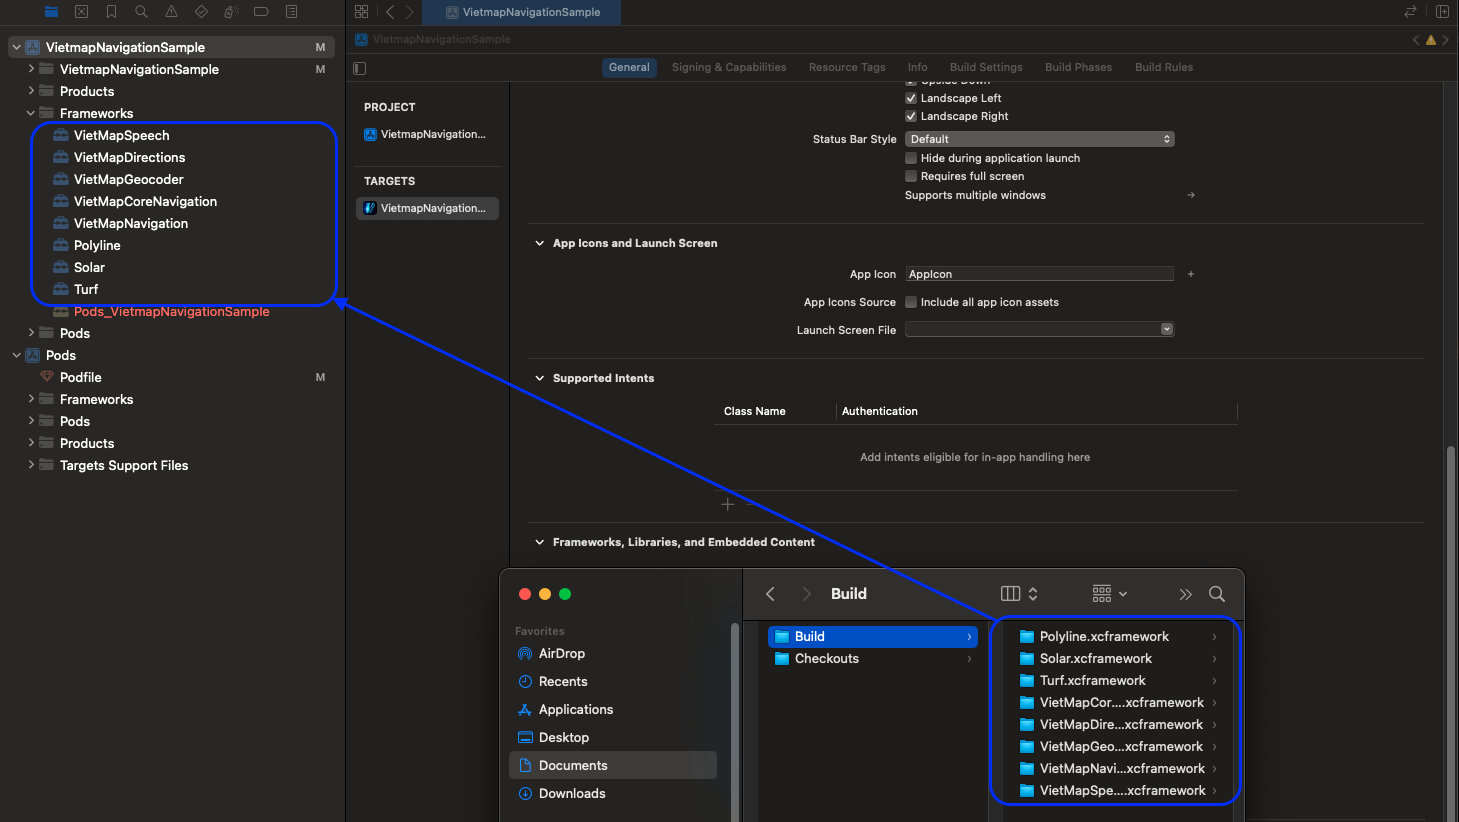 VietmapNavigationSample
VietmapNavigationSample M
VietmapNavigationSample M
Products
Frameworks
VietMapSpeech
VietMapDirections
VietMapGeocoder
VietMapCoreNavigation
VietMapNavigation
Polyline
Solar
Turf
Pods_VietmapNavigationSample
Pods
Pods
Podfile M
Frameworks
Pods
Products
Targets Support Files
VietmapNavigationSample
General Signing & Capabilities Resource Tags Info Build Settings Build Phases Build Rules
PROJECT
VietmapNavigation...
TARGETS
VietmapNavigation...
Upside Down
Landscape Left
Landscape Right
Status Bar Style Default
Hide during application launch
Requires full screen
Supports multiple windows
App Icons and Launch Screen
App Icon AppIcon
App Icons Source Include all app icon assets
Launch Screen File
Supported Intents
Class Name Authentication
Add intents eligible for in-app handling here
Frameworks, Libraries, and Embedded Content
Build
Favorites
AirDrop
Recents
Applications
Desktop
Documents
Downloads
Build
Checkouts
Polyline.xcframework
Solar.xcframework
Turf.xcframework
VietMapCor....xcframework
VietMapDire...xcframework
VietMapGeo...xcframework
VietMapNavi...xcframework
VietMapSpe....xcframework